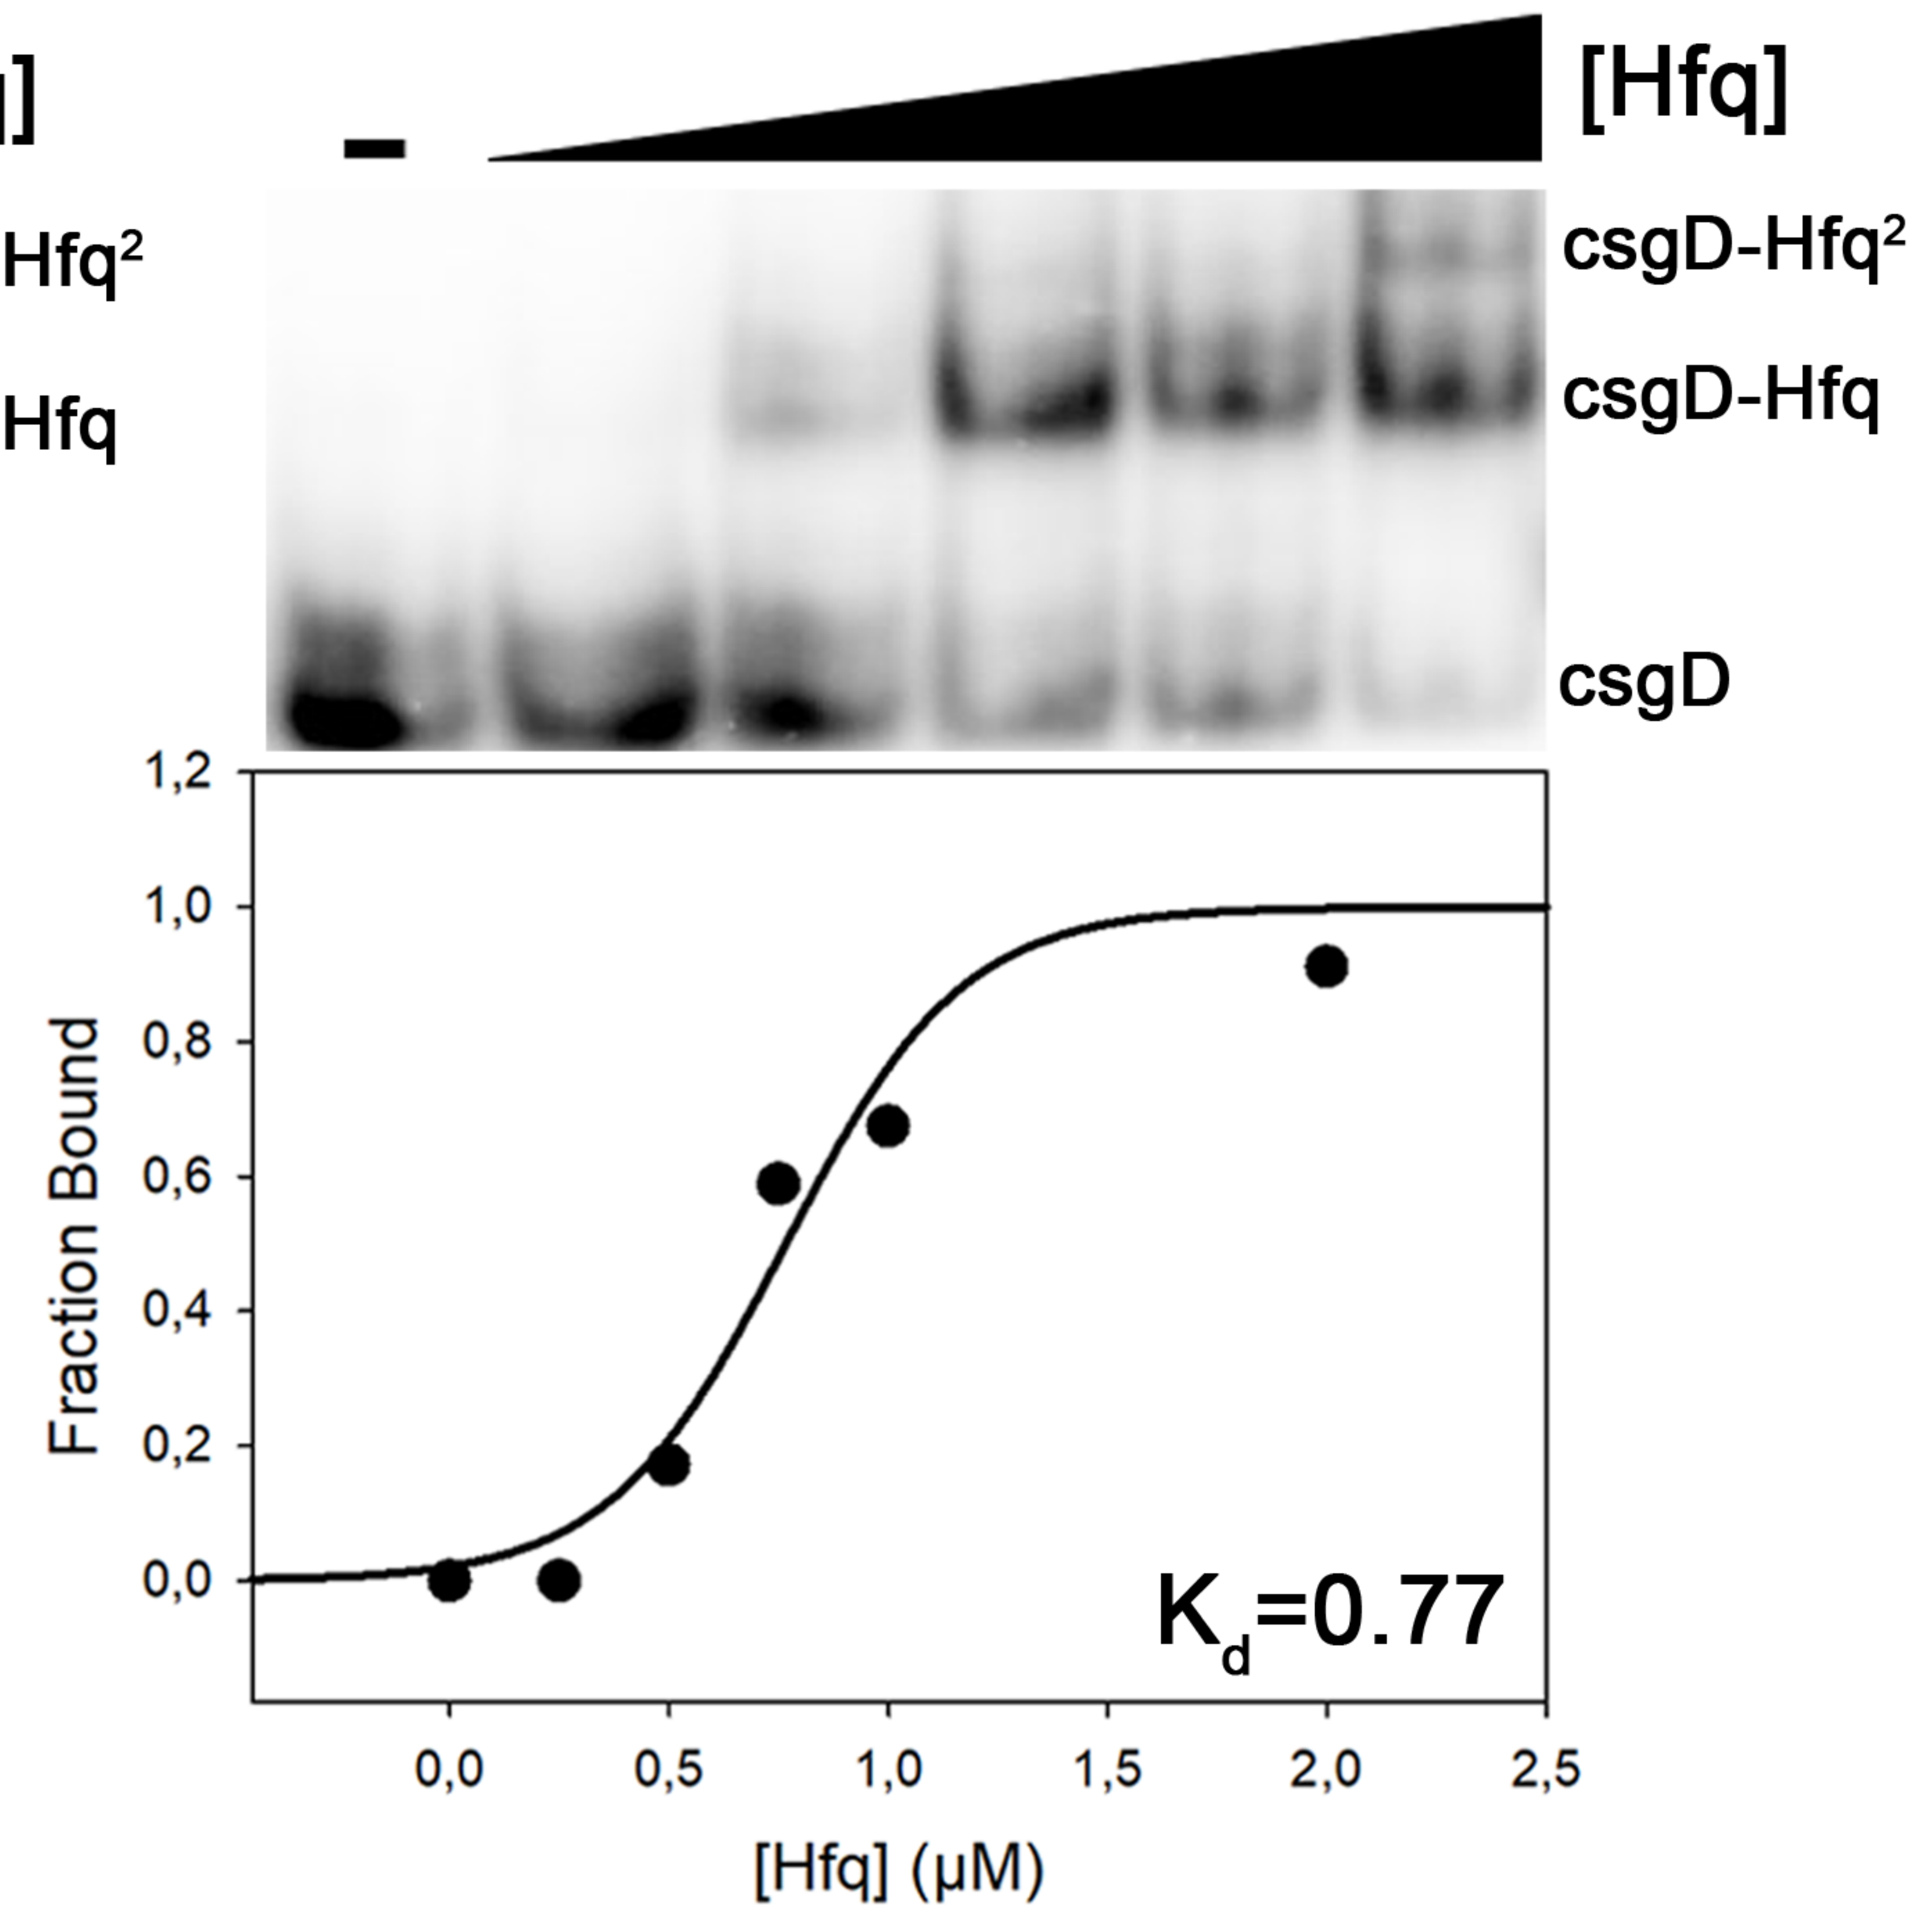 [Hfq]
Hfq²
csgD-Hfq²
Hfq
csgD-Hfq
csgD
1,2
1,0
0,8
0,6
0,4
0,2
0,0
Fraction Bound
Kd=0.77
0,0 0,5 1,0 1,5 2,0 2,5
[Hfq] (µM)